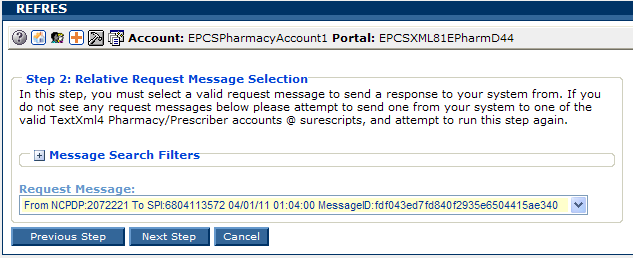 REFRES
Account: EPCSPharmacyAccount1 Portal: EPCSXML81EPharmD44
Step 2: Relative Request Message Selection
In this step, you must select a valid request message to send a response to your system from. If you
do not see any request messages below please attempt to send one from your system to one of the
valid TextXml4 Pharmacy/Prescriber accounts @ surescripts, and attempt to run this step again.
Message Search Filters
Request Message:
From NCPDP:2072221 To SPI:6804113572 04/01/11 01:04:00 MessageID:fdf043ed7fd840f2935e6504415ae340
Previous Step Next Step Cancel